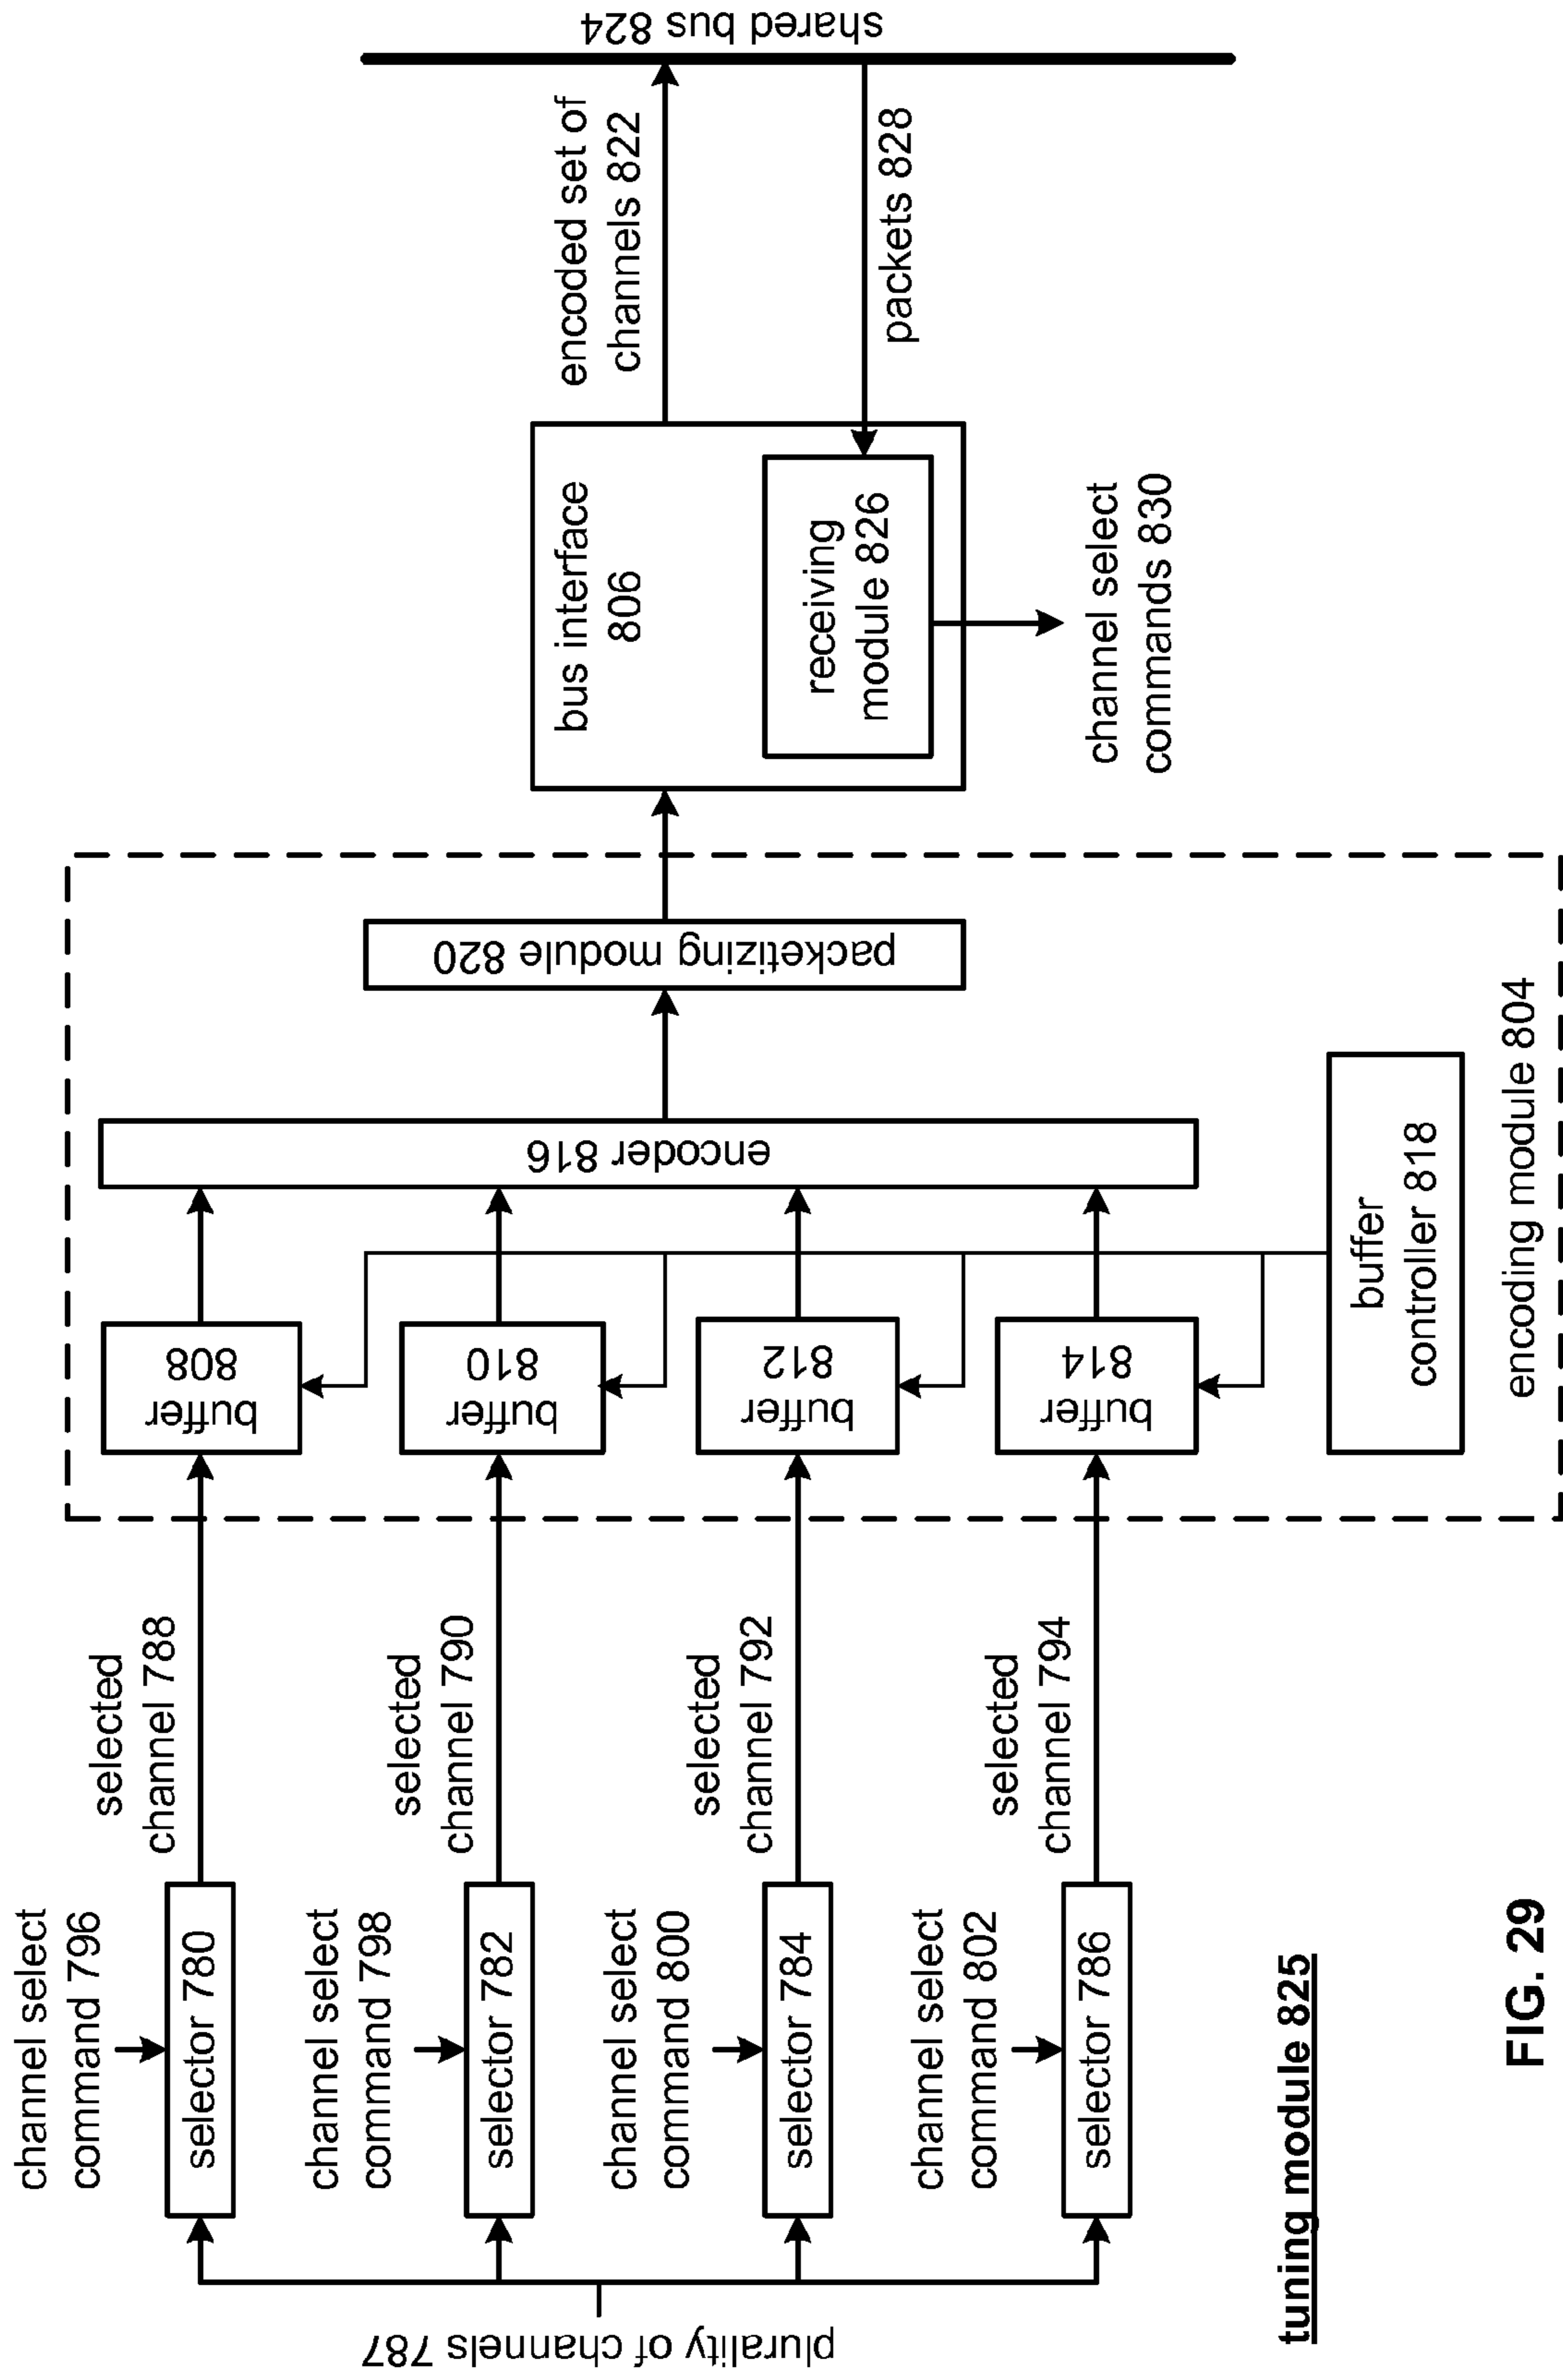 plurality of channels 787
channel select
command 796
selector 780
channel select
command 798
selector 782
channel select
command 800
selector 784
channel select
command 802
selector 786
selected
channel 788
selected
channel 790
selected
channel 792
selected
channel 794
buffer
808
buffer
810
buffer
812
buffer
814
buffer
controller 818
encoder 816
packetizing module 820
encoding module 804
bus interface
806
receiving
module 826
channel select
commands 830
encoded set of
channels 822
packets 828
shared bus 824
tuning module 825
FIG. 29